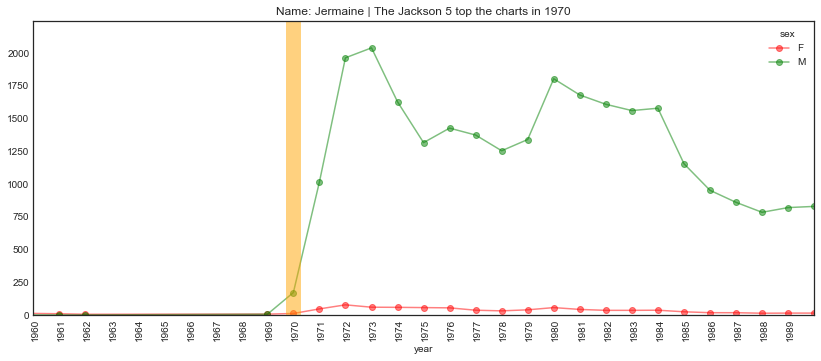 Name: Jermaine | The Jackson 5 top the charts in 1970
sex
F
M
2000
1750
1500
1250
1000
750
500
250
0
1960 1961 1962 1963 1964 1965 1966 1967 1968 1969 1970 1971 1972 1973 1974 1975 1976 1977 1978 1979 1980 1981 1982 1983 1984 1985 1986 1987 1988 1989
year